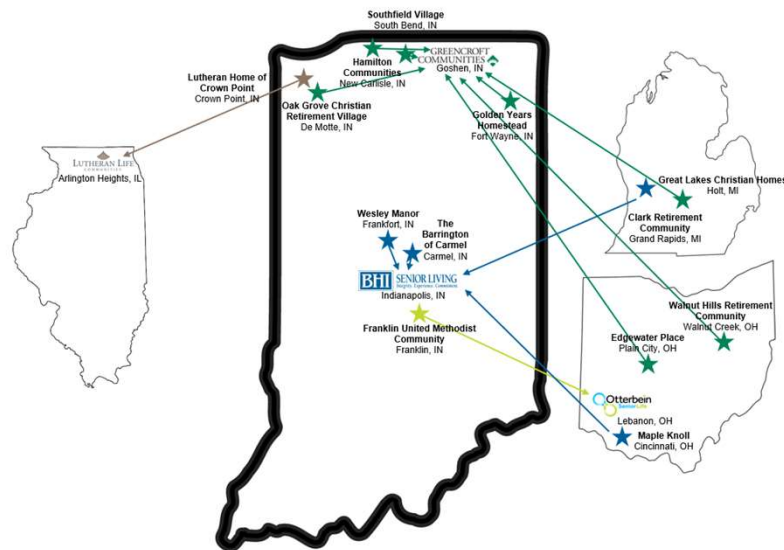 Southfield Village
South Bend, IN
GREENCROFT
COMMUNITIES
Goshen, IN
Hamilton
Communities
New Carlisle, IN
Lutheran Home of
Crown Point
Crown Point, IN
Oak Grove Christian
Retirement Village
De Motte, IN
Golden Years
Homestead
Fort Wayne, IN
LUTHERAN LIFE
COMMUNITIES
Arlington Heights, IL
Great Lakes Christian Homes
Holt, MI
Clark Retirement
Community
Grand Rapids, MI
Wesley Manor
Frankfort, IN
The
Barrington
of Carmel
Carmel, IN
BHI SENIOR LIVING
Insights. Experience. Commitment.
Indianapolis, IN
Franklin United Methodist
Community
Franklin, IN
Walnut Hills Retirement
Community
Walnut Creek, OH
Edgewater Place
Plain City, OH
Otterbein
SeniorLife
Lebanon, OH
Maple Knoll
Cincinnati, OH